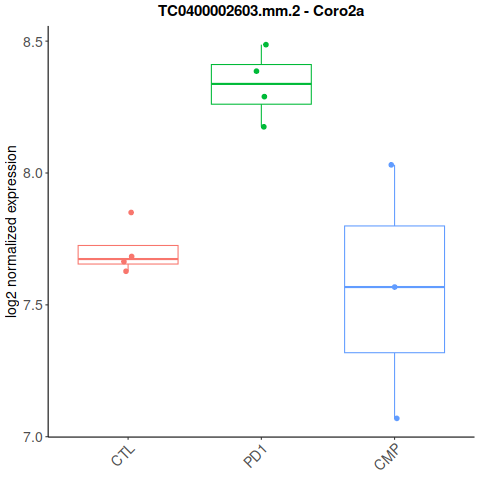 TC0400002603.mm.2 - Coro2a
log2 normalized expression
8.5
8.0
7.5
7.0
CTL
PD1
CMP